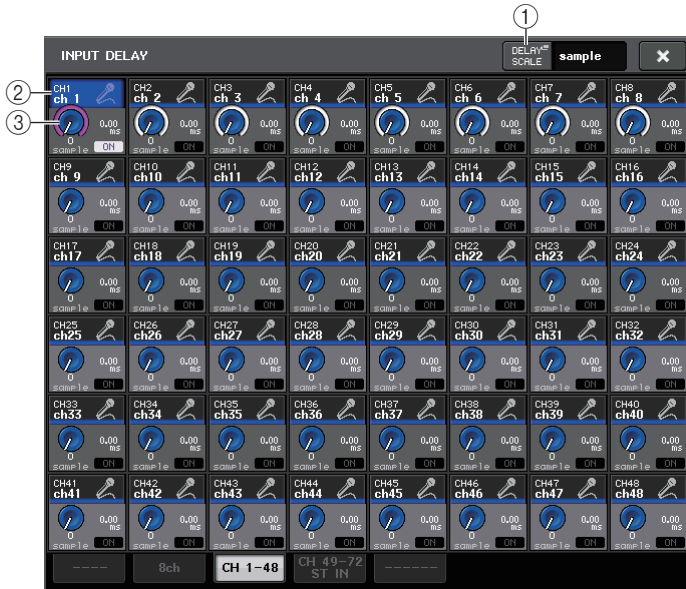 ①
INPUT DELAY
DELAY SCALE sample ×
② ③
CH1 CH2 CH3 CH4 CH5 CH6 CH7 CH8
ch 1 ch 2 ch 3 ch 4 ch 5 ch 6 ch 7 ch 8
0.00 ms 0.00 ms 0.00 ms 0.00 ms 0.00 ms 0.00 ms 0.00 ms 0.00 ms
0 0 0 0 0 0 0 0
sample ON sample ON sample ON sample ON sample ON sample ON sample ON sample ON
CH9 CH10 CH11 CH12 CH13 CH14 CH15 CH16
ch 9 ch10 ch11 ch12 ch13 ch14 ch15 ch16
0.00 ms 0.00 ms 0.00 ms 0.00 ms 0.00 ms 0.00 ms 0.00 ms 0.00 ms
0 0 0 0 0 0 0 0
sample ON sample ON sample ON sample ON sample ON sample ON sample ON sample ON
CH17 CH18 CH19 CH20 CH21 CH22 CH23 CH24
ch17 ch18 ch19 ch20 ch21 ch22 ch23 ch24
0.00 ms 0.00 ms 0.00 ms 0.00 ms 0.00 ms 0.00 ms 0.00 ms 0.00 ms
0 0 0 0 0 0 0 0
sample ON sample ON sample ON sample ON sample ON sample ON sample ON sample ON
CH25 CH26 CH27 CH28 CH29 CH30 CH31 CH32
ch25 ch26 ch27 ch28 ch29 ch30 ch31 ch32
0.00 ms 0.00 ms 0.00 ms 0.00 ms 0.00 ms 0.00 ms 0.00 ms 0.00 ms
0 0 0 0 0 0 0 0
sample ON sample ON sample ON sample ON sample ON sample ON sample ON sample ON
CH33 CH34 CH35 CH36 CH37 CH38 CH39 CH40
ch33 ch34 ch35 ch36 ch37 ch38 ch39 ch40
0.00 ms 0.00 ms 0.00 ms 0.00 ms 0.00 ms 0.00 ms 0.00 ms 0.00 ms
0 0 0 0 0 0 0 0
sample ON sample ON sample ON sample ON sample ON sample ON sample ON sample ON
CH41 CH42 CH43 CH44 CH45 CH46 CH47 CH48
ch41 ch42 ch43 ch44 ch45 ch46 ch47 ch48
0.00 ms 0.00 ms 0.00 ms 0.00 ms 0.00 ms 0.00 ms 0.00 ms 0.00 ms
0 0 0 0 0 0 0 0
sample ON sample ON sample ON sample ON sample ON sample ON sample ON sample ON
---- 8ch CH 1-48 CH 49-72 ST IN ------